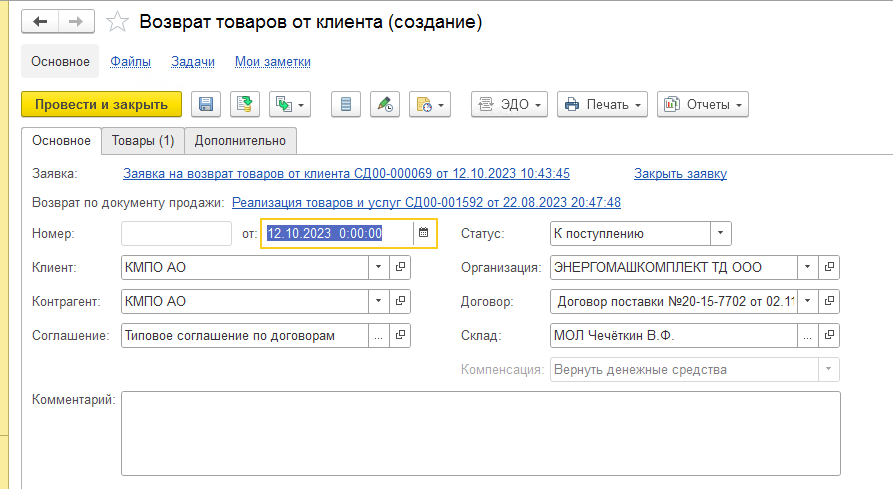 Возврат товаров от клиента (создание)
Основное Файлы Задачи Мои заметки
Провести и закрыть ЭДО Печать Отчеты
Основное Товары (1) Дополнительно
Заявка: Заявка на возврат товаров от клиента СД00-000069 от 12.10.2023 10:43:45 Закрыть заявку
Возврат по документу продажи: Реализация товаров и услуг СД00-001592 от 22.08.2023 20:47:48
Номер: от: 12.10.2023 0:00:00 Статус: К поступлению
Клиент: КМПО АО Организация: ЭНЕРГОМАШКОМПЛЕКТ ТД ООО
Контрагент: КМПО АО Договор: Договор поставки №20-15-7702 от 02.11
Соглашение: Типовое соглашение по договорам ... Склад: МОЛ Чечёткин В.Ф. ...
Компенсация: Вернуть денежные средства
Комментарий: